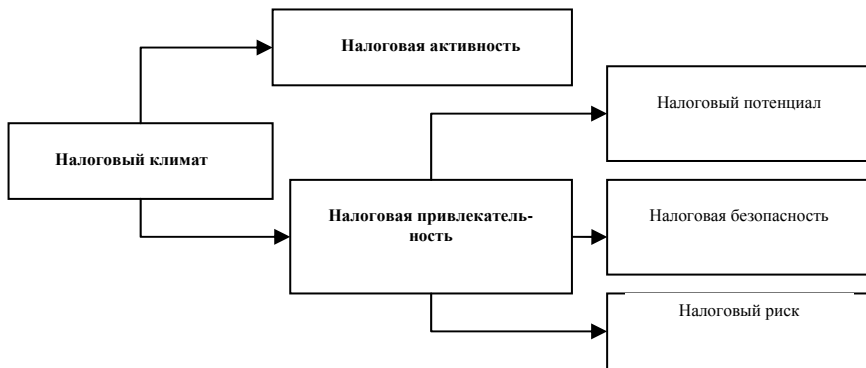 Налоговая активность
Налоговый потенциал
Налоговый климат
Налоговая привлекатель-
ность
Налоговая безопасность
Налоговый риск